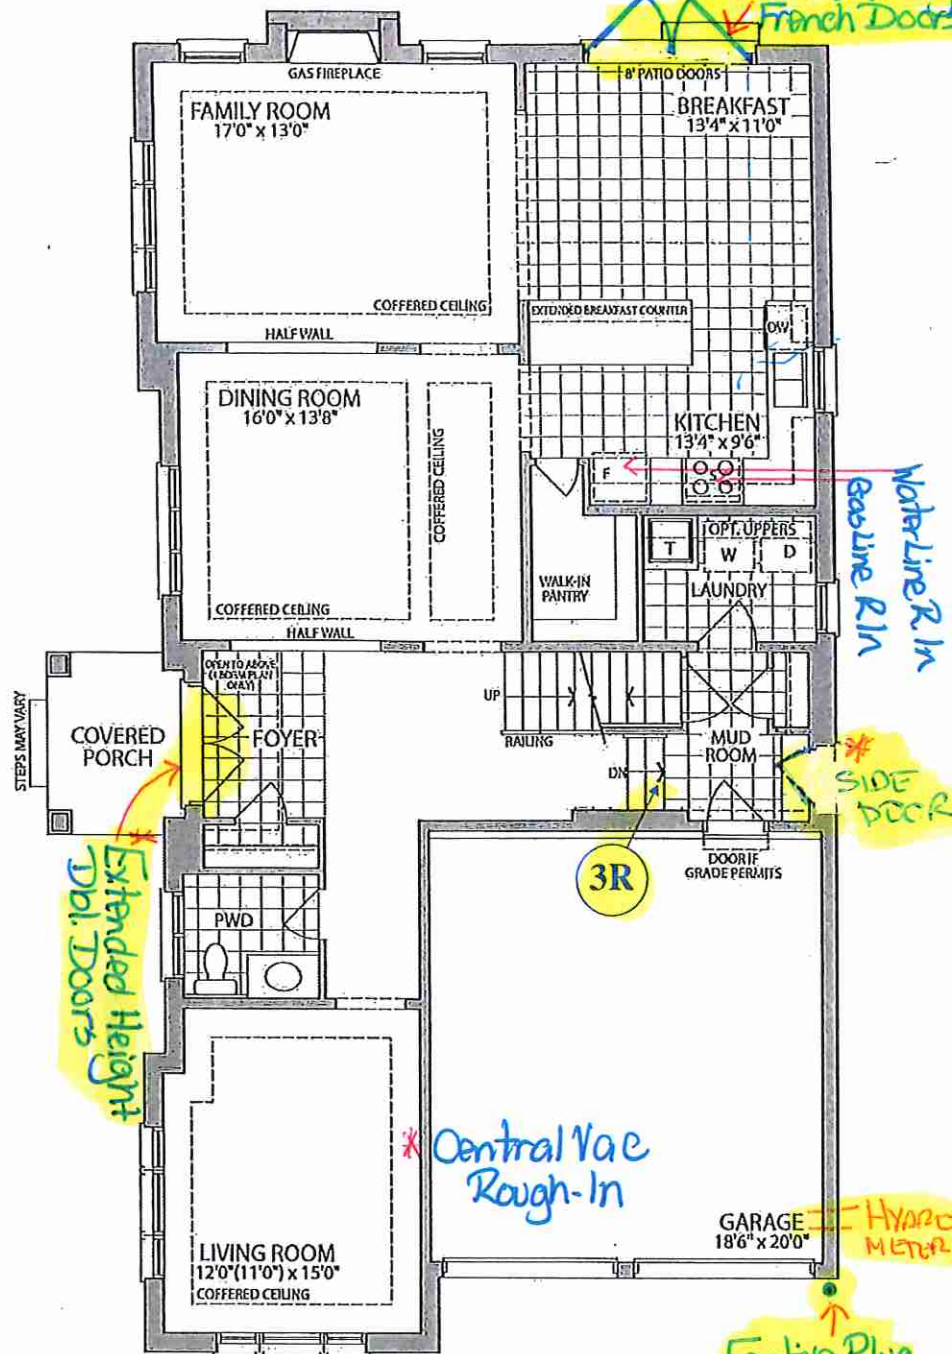 French Doors
GAS FIREPLACE
8' PATIO DOORS
FAMILY ROOM
17'0" x 13'0"
BREAKFAST
13'4" x 11'0"
COFFERED CEILING
EXTENDED BREAKFAST COUNTER
DW
HALF WALL
DINING ROOM
16'0" x 13'8"
COFFERED CEILING
KITCHEN
13'4" x 9'6"
F
Water Line R In
Gas Line R In
OPT. UPPERS
T
W
D
WALK-IN
PANTRY
LAUNDRY
COFFERED CEILING
HALF WALL
OPEN TO ABOVE
ONLY)
UP
STEPS MAY VARY
COVERED
PORCH
FOYER
RAILING
MUD
ROOM
DN
* SIDE
DOOR
3R
DOOR IF
GRADE PERMITS
* Extended Height
Dbl. Doors
PWD
* Central Vac
Rough-In
GARAGE
18'6" x 20'0"
HYDRO
METER
LIVING ROOM
12'0"(11'0") x 15'0"
COFFERED CEILING
Plug